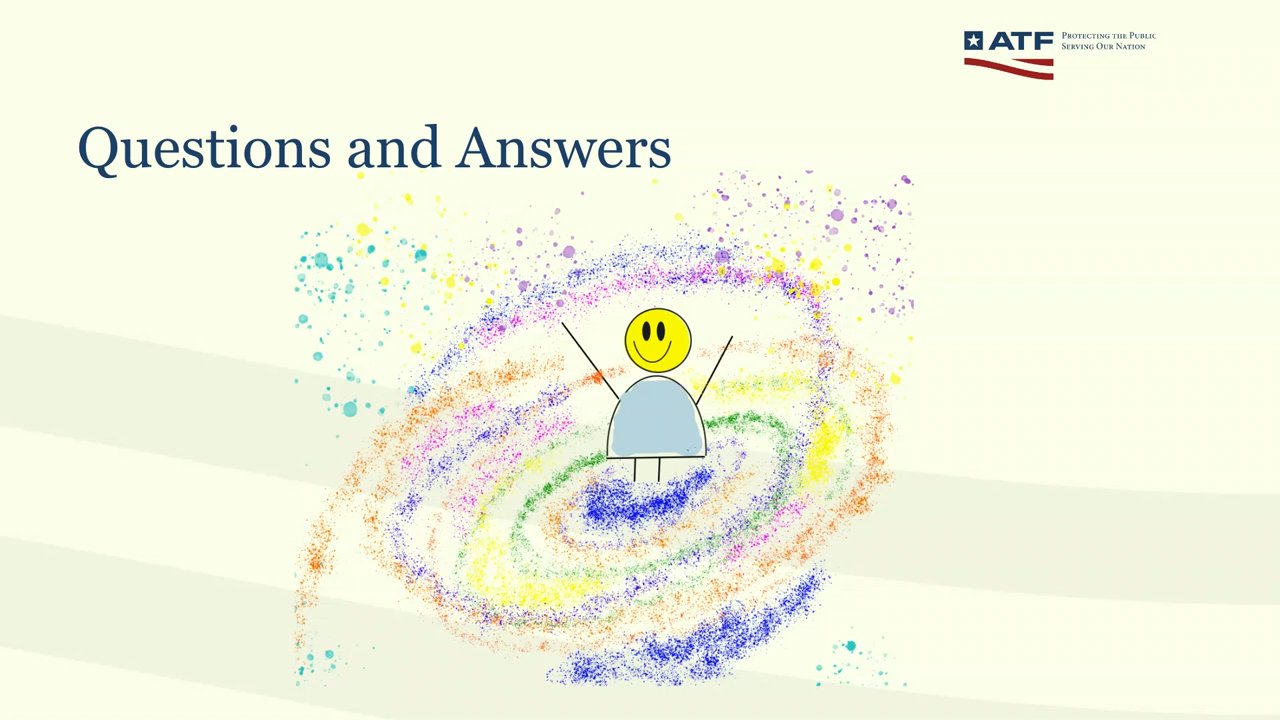 ATF
PROTECTING THE PUBLIC
SERVING OUR NATION
Questions and Answers